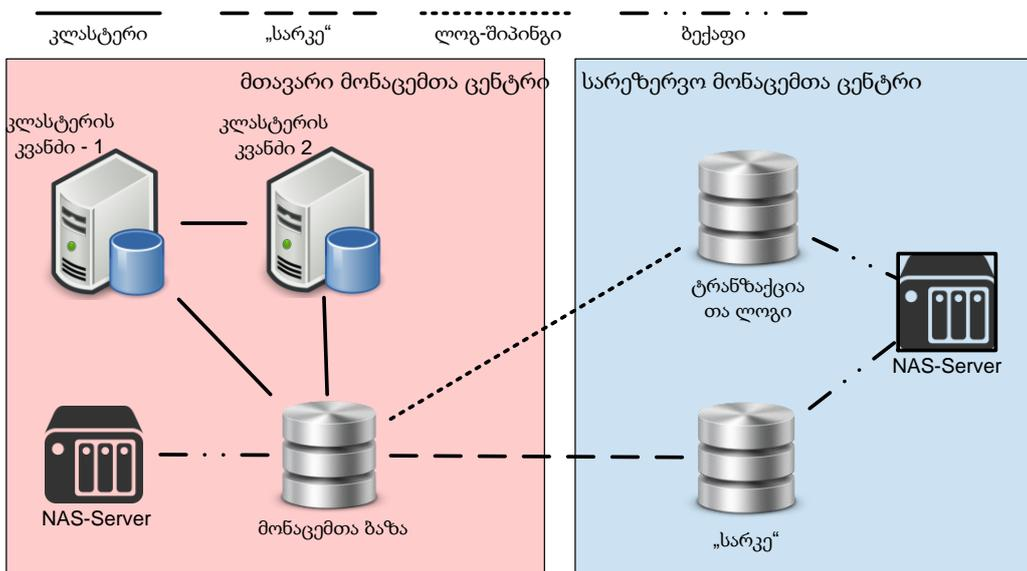 კლასტერი
„სარკე“
ლოგ-შიპინგი
ბექაფი
მთავარი მონაცემთა ცენტრი
სარეზერვო მონაცემთა ცენტრი
კლასტერის
კვანძი - 1
კლასტერის
კვანძი 2
ტრანზაქცია
თა ლოგი
NAS-Server
NAS-Server
მონაცემთა ბაზა
„სარკე“